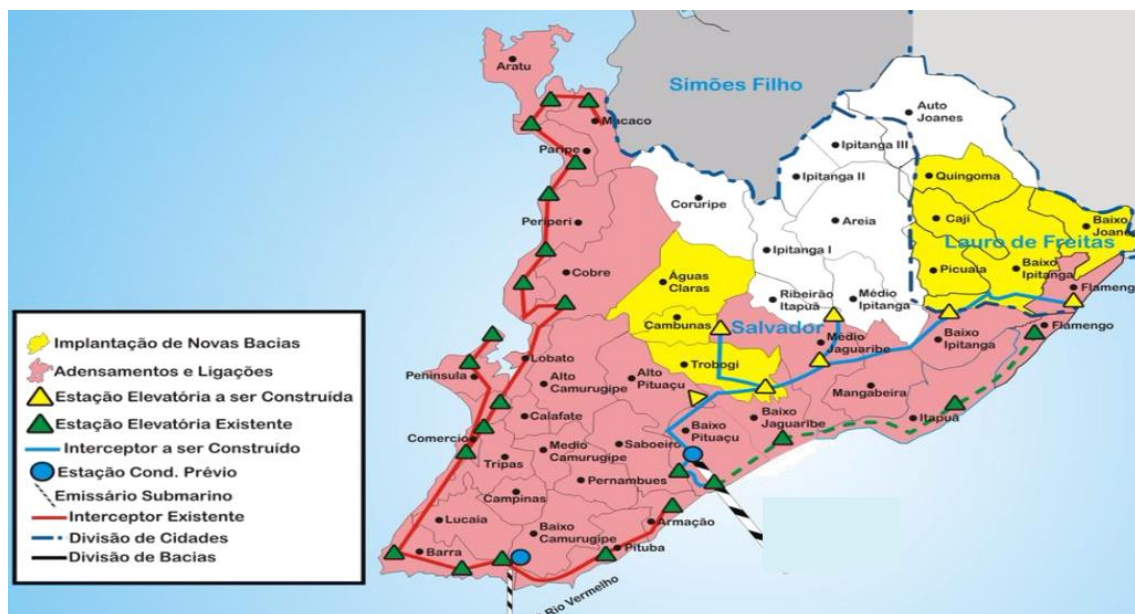 Aratu
Simões Filho
Auto
Joanes
Macaco
Ipitanga III
Paripe
Ipitanga II
Quingoma
Coruripe
Periperi
Areia
Caji
Baixo
Joanes
Lauro de Freitas
Ipitanga I
Cobre
Águas
Claras
Picuaia
Baixo
Ipitanga
Flameng
Ribeirão
Itapuã
Médio
Ipitanga
Cambunas
Salvador
Flamengo
Médio
Jaguaribe
Baixo
Ipitanga
Lobato
Trobogi
Península
Alto
Camurugipe
Alto
Pituaçu
Mangabeira
Calafate
Baixo
Jaguaribe
Itapuã
Comercio
Saboeiro
Baixo
Pituaçu
Medio
Camurugipe
Tripas
Pernambues
Campinas
Lucaia
Armação
Baixo
Camurugipe
Barra
Pituba
Rio Vermelho
Implantação de Novas Bacias
Adensamentos e Ligações
Estação Elevatória a ser Construída
Estação Elevatória Existente
Interceptor a ser Construído
Estação Cond. Prévio
Emissário Submarino
Interceptor Existente
Divisão de Cidades
Divisão de Bacias